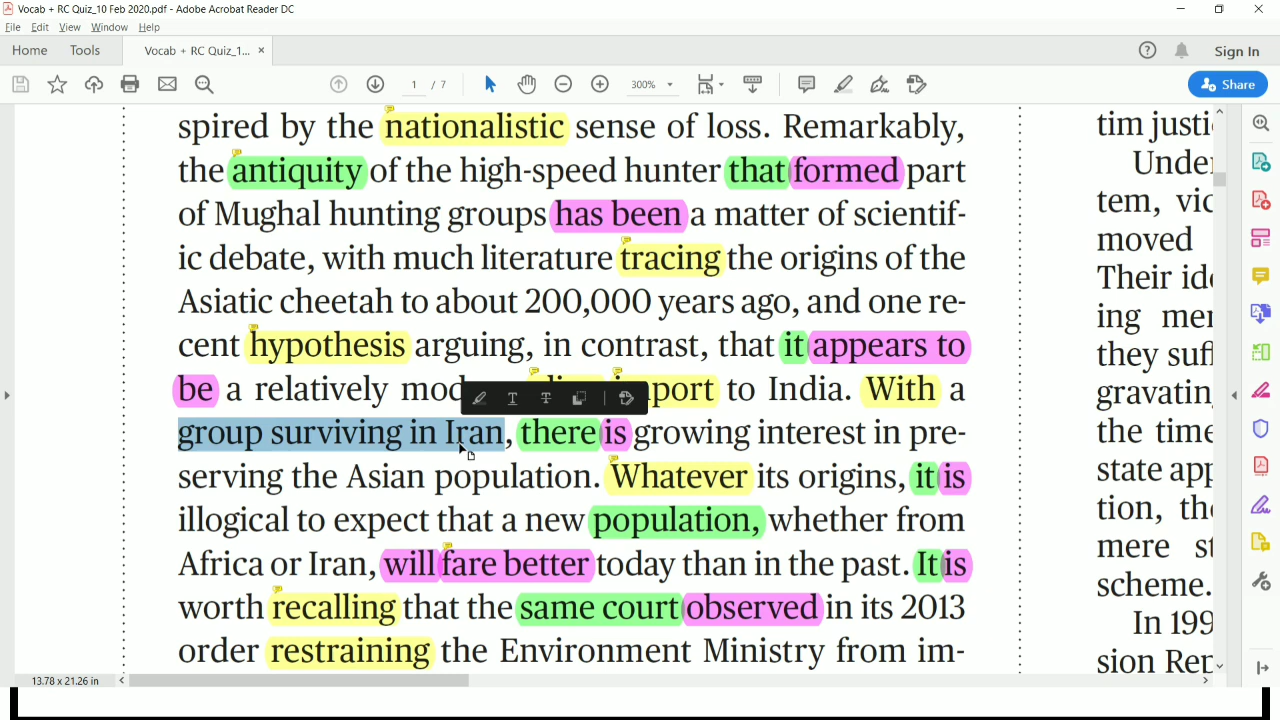 Vocab + RC Quiz_10 Feb 2020.pdf - Adobe Acrobat Reader DC
File Edit View Window Help
Home Tools Vocab + RC Quiz_1... × Sign In
1 / 7 300% Share
spired by the nationalistic sense of loss. Remarkably,
the antiquity of the high-speed hunter that formed part
of Mughal hunting groups has been a matter of scientif-
ic debate, with much literature tracing the origins of the
Asiatic cheetah to about 200,000 years ago, and one re-
cent hypothesis arguing, in contrast, that it appears to
be a relatively to India. With a
group surviving in Iran, there is growing interest in pre-
serving the Asian population. Whatever its origins, it is
illogical to expect that a new population, whether from
Africa or Iran, will fare better today than in the past. It is
worth recalling that the same court observed in its 2013
order restraining the Environment Ministry from im-
tim justi
Under
tem, vic
moved
Their ide
ing mer
they suff
gravatin
the time
state app
tion, the
mere st
scheme.
In 199
sion Rep
13.78 x 21.26 in